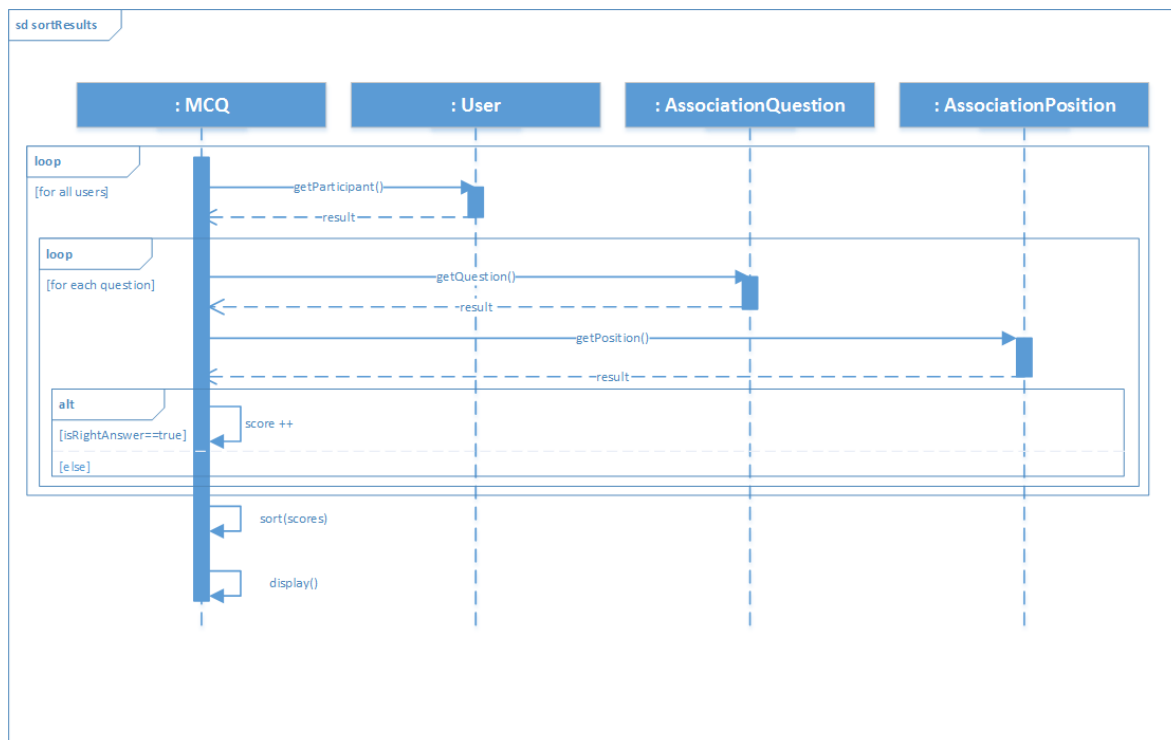 sd sortResults
: MCQ
: User
: AssociationQuestion
: AssociationPosition
loop
[for all users]
getParticipant()
result
loop
[for each question]
getQuestion()
result
getPosition()
result
alt
[isRightAnswer==true]
score ++
[else]
sort(scores)
display()